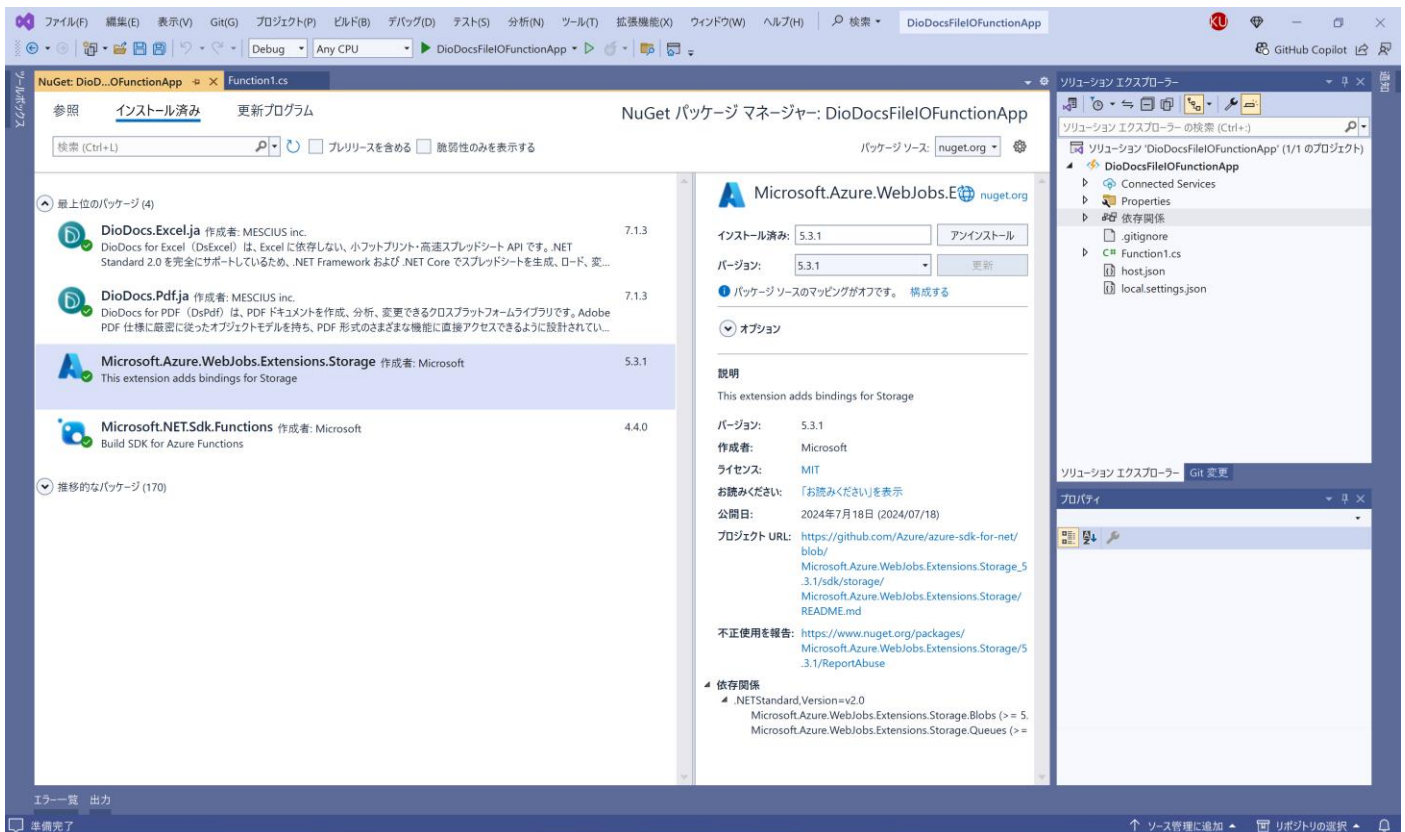 ファイル(F) 編集(E) 表示(V) Git(G) プロジェクト(P) ビルド(B) デバッグ(D) テスト(S) 分析(N) ツール(T) 拡張機能(X) ウィンドウ(W) ヘルプ(H) 検索 DioDocsFileIOFunctionApp KU
Debug Any CPU DioDocsFileIOFunctionApp GitHub Copilot
ツールボックス
NuGet: DioD...OFunctionApp Function1.cs
参照 インストール済み 更新プログラム NuGet パッケージ マネージャー: DioDocsFileIOFunctionApp
検索 (Ctrl+L) プレリリースを含める 脆弱性のみを表示する パッケージ ソース: nuget.org
最上位のパッケージ (4)
DioDocs.Excel.ja 作成者: MESCIUS inc. 7.1.3
DioDocs for Excel（DsExcel）は、Excel に依存しない、小フットプリント・高速スプレッドシート API です。.NET
Standard 2.0 を完全にサポートしているため、.NET Framework および .NET Core でスプレッドシートを生成、ロード、変...
DioDocs.Pdf.ja 作成者: MESCIUS inc. 7.1.3
DioDocs for PDF（DsPdf）は、PDF ドキュメントを作成、分析、変更できるクロスプラットフォームライブラリです。Adobe
PDF 仕様に厳密に従ったオブジェクトモデルを持ち、PDF 形式のさまざまな機能に直接アクセスできるように設計されてい...
Microsoft.Azure.WebJobs.Extensions.Storage 作成者: Microsoft 5.3.1
This extension adds bindings for Storage
Microsoft.NET.Sdk.Functions 作成者: Microsoft 4.4.0
Build SDK for Azure Functions
推移的なパッケージ (170)
Microsoft.Azure.WebJobs.E nuget.org
インストール済み: 5.3.1 アンインストール
バージョン: 5.3.1 更新
パッケージ ソースのマッピングがオフです。 構成する
オプション
説明
This extension adds bindings for Storage
バージョン: 5.3.1
作成者: Microsoft
ライセンス: MIT
お読みください: 「お読みください」を表示
公開日: 2024年7月18日 (2024/07/18)
プロジェクト URL: https://github.com/Azure/azure-sdk-for-net/
blob/
Microsoft.Azure.WebJobs.Extensions.Storage_5
.3.1/sdk/storage/
Microsoft.Azure.WebJobs.Extensions.Storage/
README.md
不正使用を報告: https://www.nuget.org/packages/
Microsoft.Azure.WebJobs.Extensions.Storage/5
.3.1/ReportAbuse
依存関係
.NETStandard,Version=v2.0
Microsoft.Azure.WebJobs.Extensions.Storage.Blobs (>= 5.
Microsoft.Azure.WebJobs.Extensions.Storage.Queues (>=
ソリューション エクスプローラー
ソリューション エクスプローラー の検索 (Ctrl+:)
ソリューション 'DioDocsFileIOFunctionApp' (1/1 のプロジェクト)
DioDocsFileIOFunctionApp
Connected Services
Properties
依存関係
.gitignore
C# Function1.cs
host.json
local.settings.json
ソリューション エクスプローラー Git 変更
プロパティ
通知
エラー一覧 出力
準備完了 ソース管理に追加 リポジトリの選択